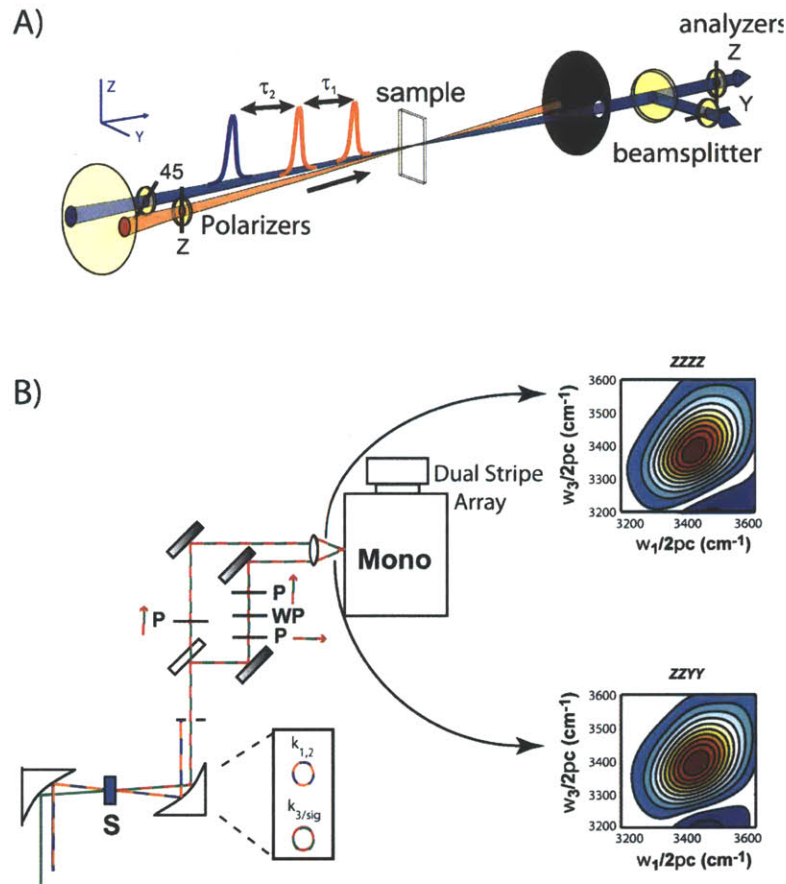 A)
analyzers
Z
Z
τ2
τ1
sample
Y
Y
45
beamsplitter
Polarizers
Z
B)
ZZZZ
3600
3500
3400
3300
3200
w3/2pc (cm-1)
3200 3400 3600
w1/2pc (cm-1)
Dual Stripe
Array
Mono
P
P
WP
P
k1,2
k3/sig
S
ZZYY
3600
3500
3400
3300
3200
w3/2pc (cm-1)
3200 3400 3600
w1/2pc (cm-1)